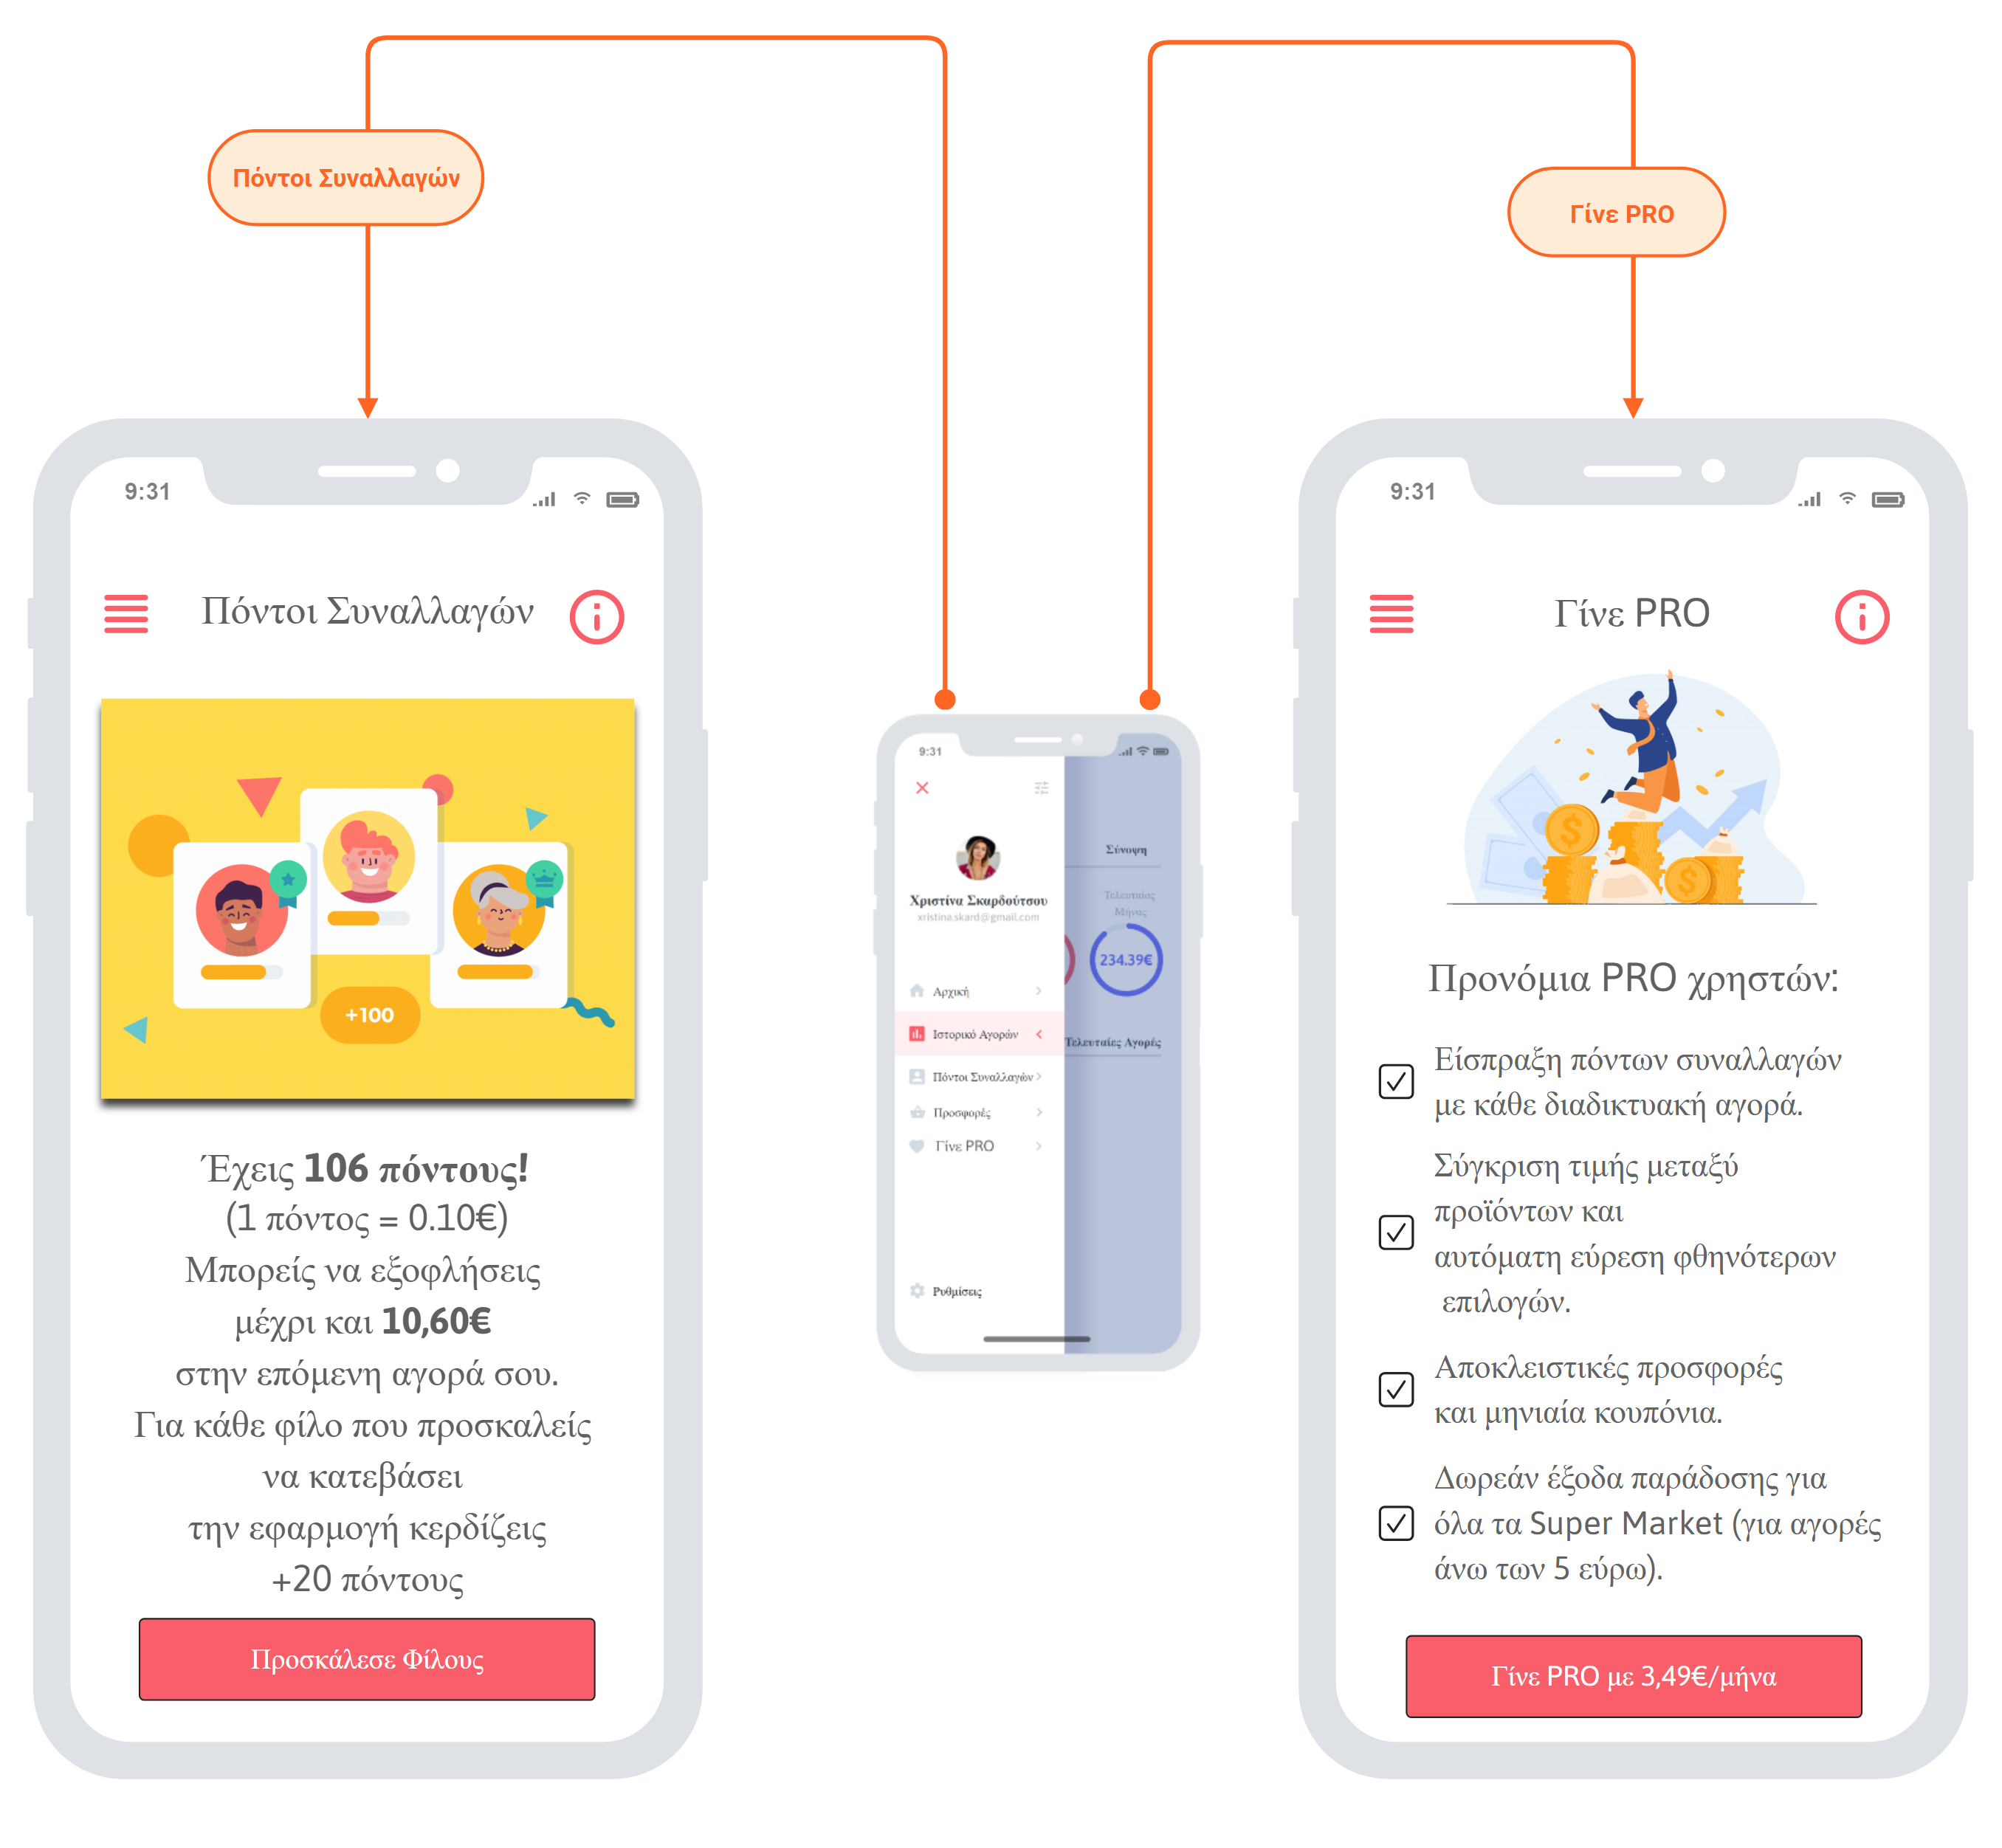 Πόντοι Συναλλαγών
Γίνε PRO
9:31
Πόντοι Συναλλαγών
+100
Έχεις 106 πόντους!
(1 πόντος = 0.10€)
Μπορείς να εξοφλήσεις
μέχρι και 10,60€
στην επόμενη αγορά σου.
Για κάθε φίλο που προσκαλείς
να κατεβάσει
την εφαρμογή κερδίζεις
+20 πόντους
Προσκάλεσε Φίλους
9:31
Χριστίνα Σκαρδούτσου
xristina.skard@gmail.com
Αρχική
Ιστορικό Αγορών
Πόντοι Συναλλαγών
Προσφορές
Γίνε PRO
Ρυθμίσεις
Σύνοψη
Τελευταίας
Μήνας
234.39€
Τελευταίες Αγορές
9:31
Γίνε PRO
Προνόμια PRO χρηστών:
Είσπραξη πόντων συναλλαγών
με κάθε διαδικτυακή αγορά.
Σύγκριση τιμής μεταξύ
προϊόντων και
αυτόματη εύρεση φθηνότερων
επιλογών.
Αποκλειστικές προσφορές
και μηνιαία κουπόνια.
Δωρεάν έξοδα παράδοσης για
όλα τα Super Market (για αγορές
άνω των 5 εύρω).
Γίνε PRO με 3,49€/μήνα